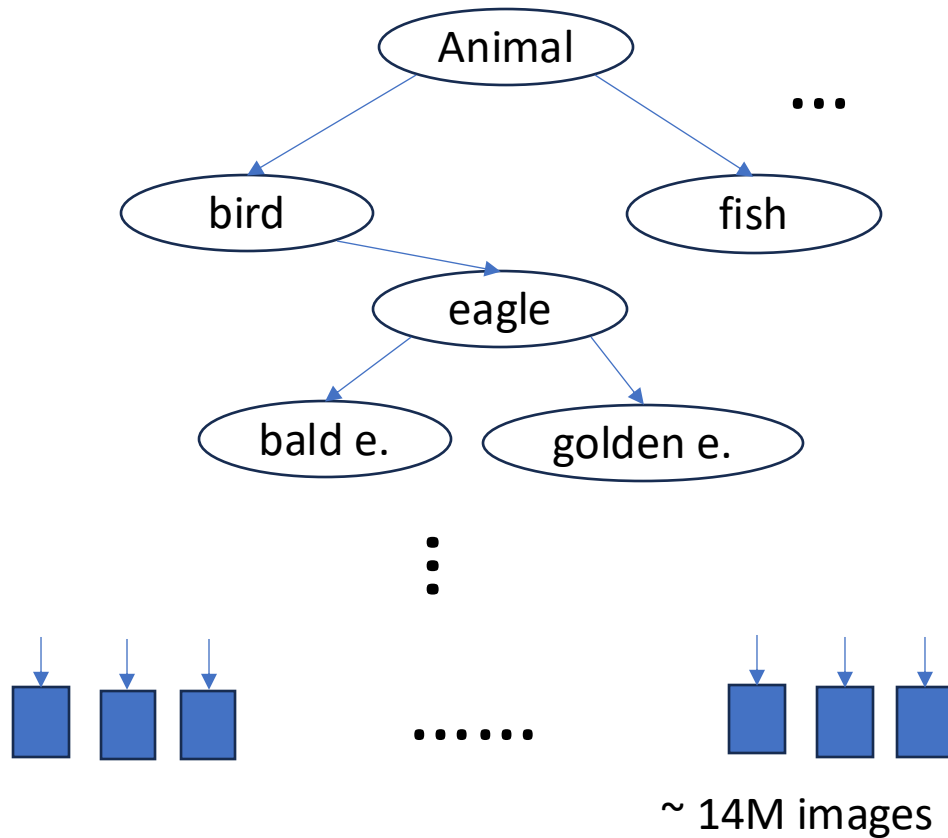 Animal
...
bird
fish
eagle
bald e.
golden e.
......
~ 14M images